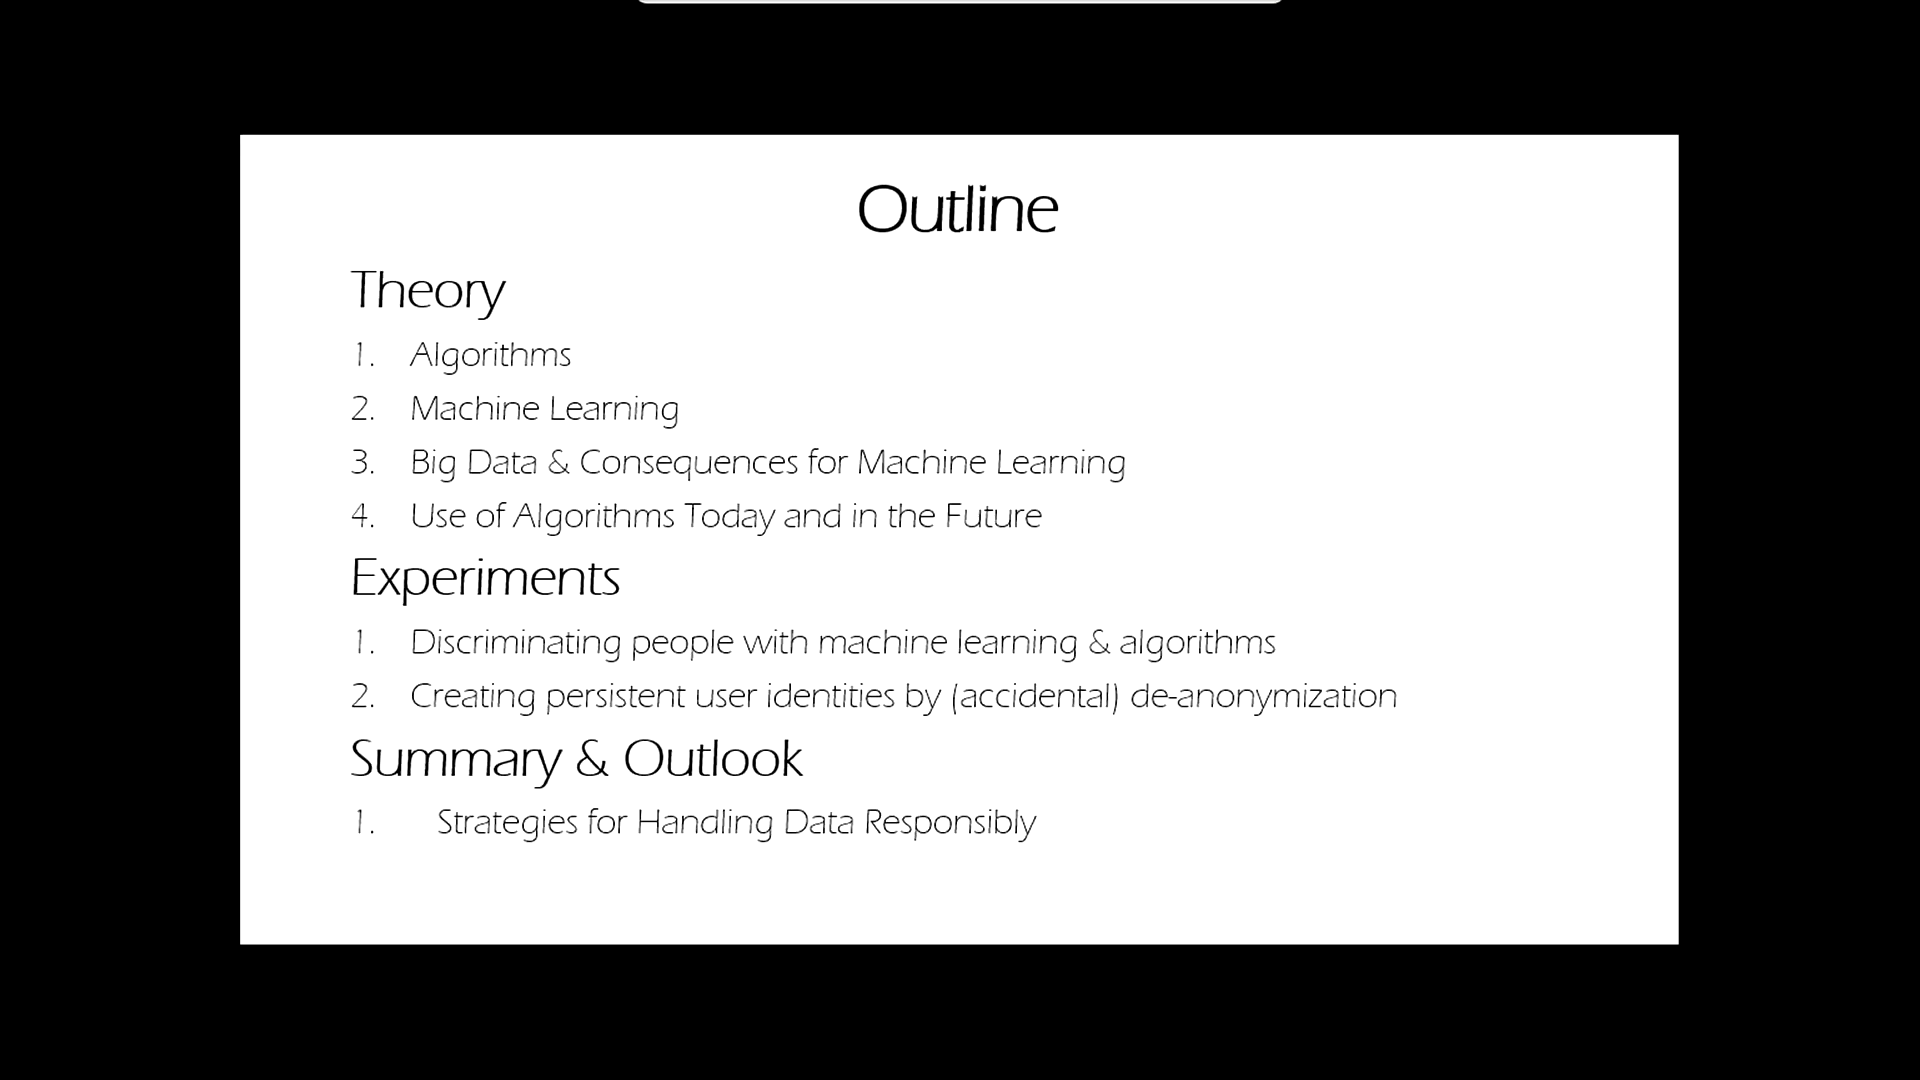 Outline
Theory
1. Algorithms
2. Machine Learning
3. Big Data & Consequences for Machine Learning
4. Use of Algorithms Today and in the Future
Experiments
1. Discriminating people with machine learning & algorithms
2. Creating persistent user identities by (accidental) de-anonymization
Summary & Outlook
1. Strategies for Handling Data Responsibly